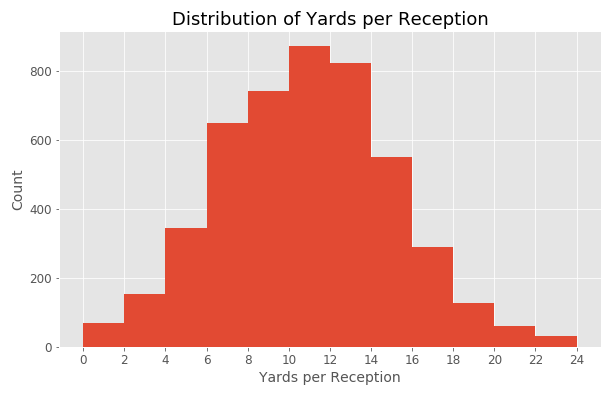 Distribution of Yards per Reception
800
600
400
200
0
Count
0 2 4 6 8 10 12 14 16 18 20 22 24
Yards per Reception